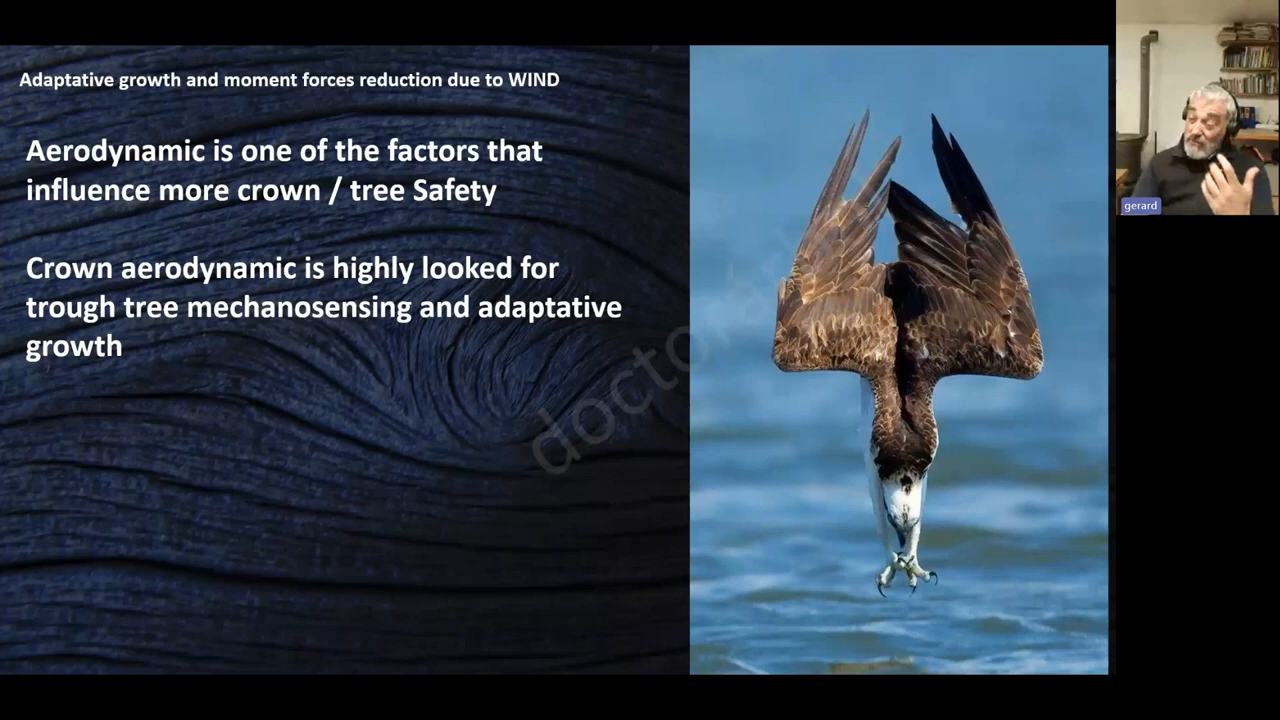 Adaptative growth and moment forces reduction due to WIND
Aerodynamic is one of the factors that
influence more crown / tree Safety
Crown aerodynamic is highly looked for
trough tree mechanosensing and adaptative
growth
gerard